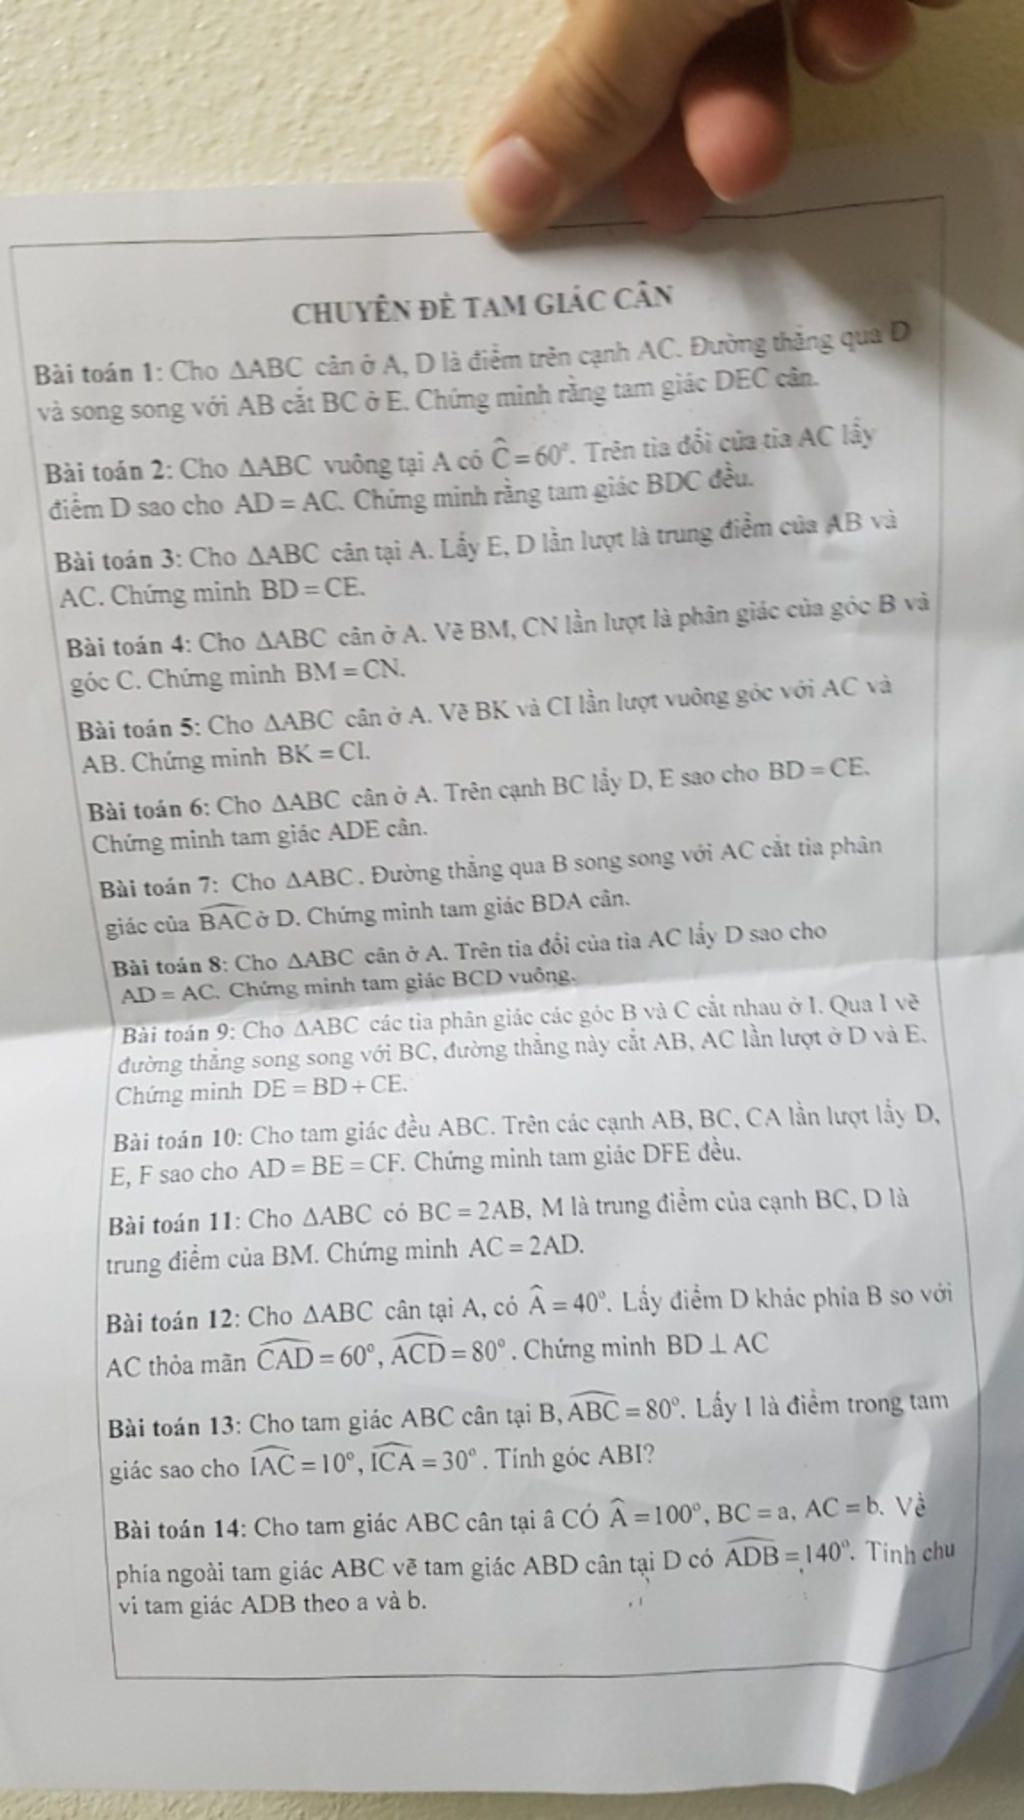 CHUYÊN ĐỀ TAM GIÁC CÂN
Bài toán 1: Cho ΔABC cân ở A, D là điểm trên cạnh AC. Đường thẳng qua D
và song song với AB cắt BC ở E. Chứng minh rằng tam giác DEC cân.
Bài toán 2: Cho ΔABC vuông tại A có Ĉ = 60°. Trên tia đối của tia AC lấy
điểm D sao cho AD = AC. Chứng minh rằng tam giác BDC đều.
Bài toán 3: Cho ΔABC cân tại A. Lấy E, D lần lượt là trung điểm của AB và
AC. Chứng minh BD = CE.
Bài toán 4: Cho ΔABC cân ở A. Vẽ BM, CN lần lượt là phân giác của góc B và
góc C. Chứng minh BM = CN.
Bài toán 5: Cho ΔABC cân ở A. Vẽ BK và CI lần lượt vuông góc với AC và
AB. Chứng minh BK = CI.
Bài toán 6: Cho ΔABC cân ở A. Trên cạnh BC lấy D, E sao cho BD = CE.
Chứng minh tam giác ADE cân.
Bài toán 7: Cho ΔABC. Đường thẳng qua B song song với AC cắt tia phân
giác của B͡AC ở D. Chứng minh tam giác BDA cân.
Bài toán 8: Cho ΔABC cân ở A. Trên tia đối của tia AC lấy D sao cho
AD = AC. Chứng minh tam giác BCD vuông.
Bài toán 9: Cho ΔABC các tia phân giác các góc B và C cắt nhau ở I. Qua I vẽ
đường thẳng song song với BC, đường thẳng này cắt AB, AC lần lượt ở D và E.
Chứng minh DE = BD + CE.
Bài toán 10: Cho tam giác đều ABC. Trên các cạnh AB, BC, CA lần lượt lấy D,
E, F sao cho AD = BE = CF. Chứng minh tam giác DFE đều.
Bài toán 11: Cho ΔABC có BC = 2AB, M là trung điểm của cạnh BC, D là
trung điểm của BM. Chứng minh AC = 2AD.
Bài toán 12: Cho ΔABC cân tại A, có Â = 40°. Lấy điểm D khác phía B so với
AC thỏa mãn C͡AD = 60°, A͡CD = 80°. Chứng minh BD ⊥ AC
Bài toán 13: Cho tam giác ABC cân tại B, A͡BC = 80°. Lấy I là điểm trong tam
giác sao cho I͡AC = 10°, I͡CA = 30°. Tính góc ABI?
Bài toán 14: Cho tam giác ABC cân tại â CÓ Â = 100°, BC = a, AC = b. Về
phía ngoài tam giác ABC vẽ tam giác ABD cân tại D có A͡DB = 140°. Tính chu
vi tam giác ADB theo a và b.